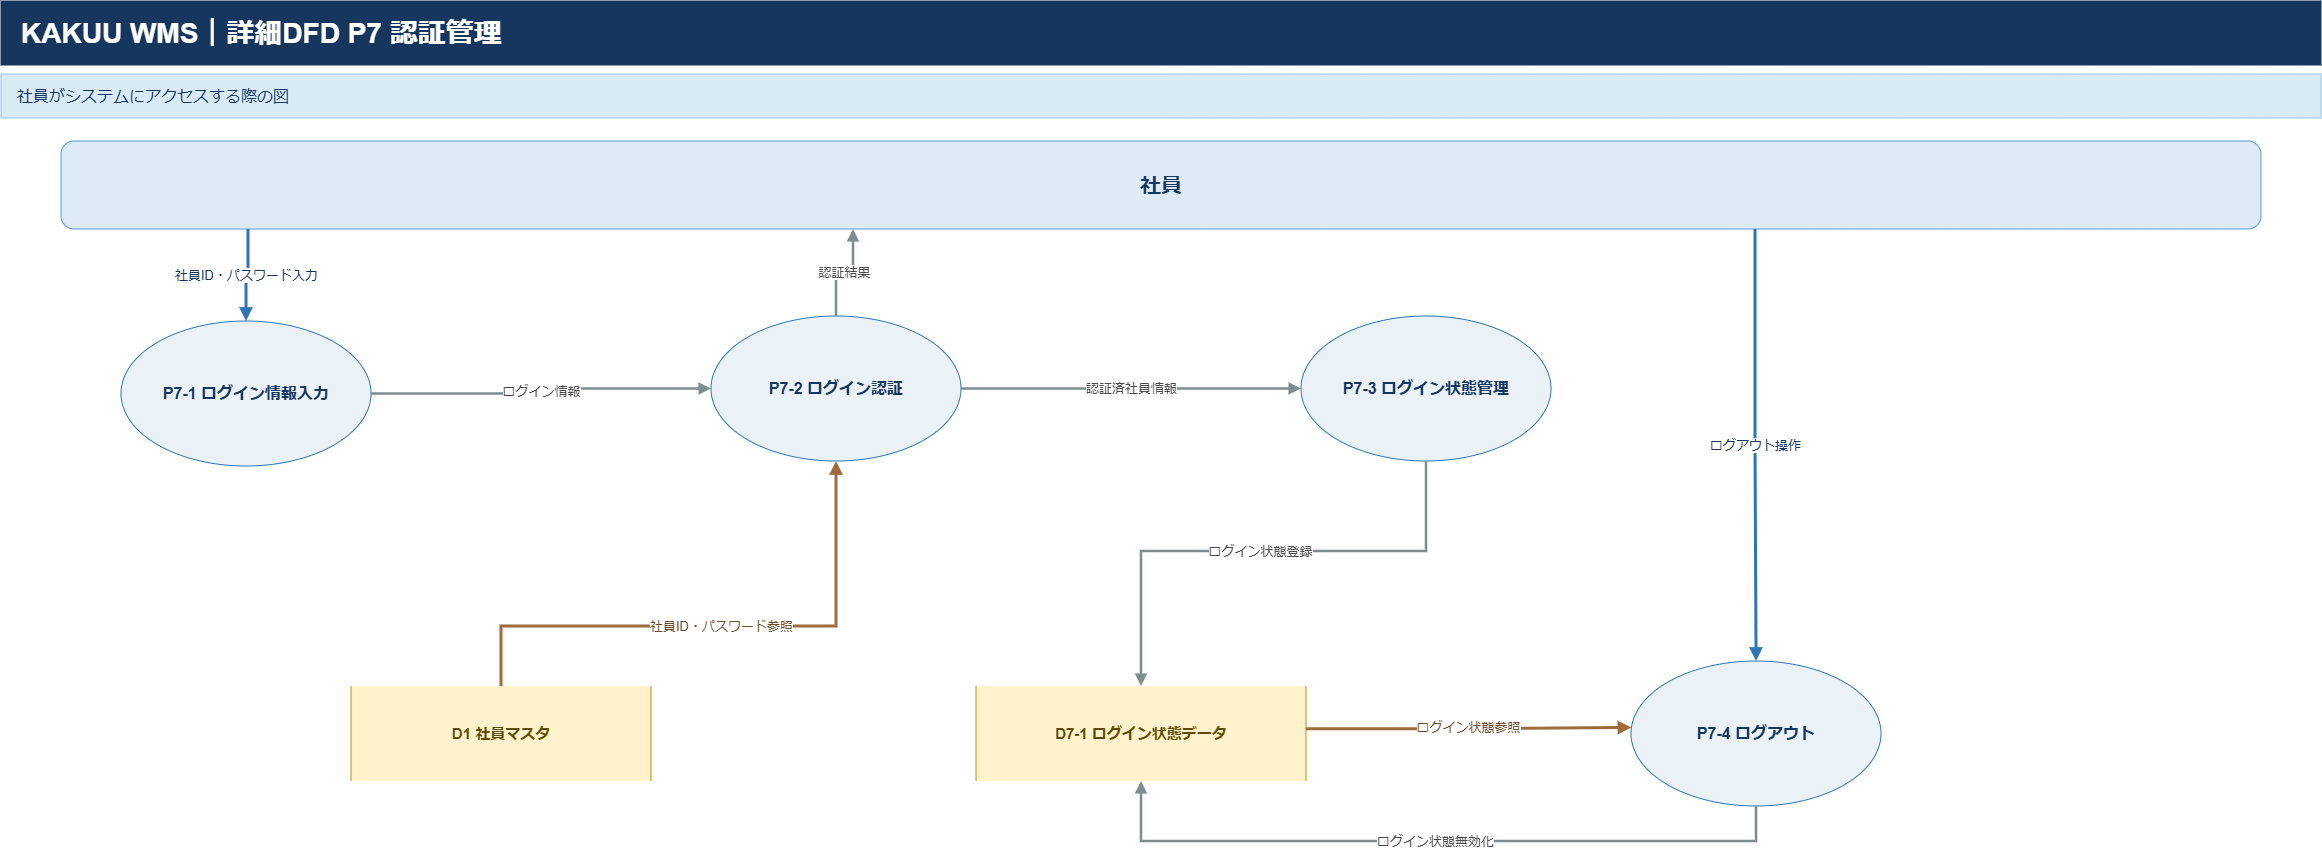 KAKUU WMS｜詳細DFD P7 認証管理
社員がシステムにアクセスする際の図
社員
社員ID・パスワード入力
認証結果
P7-1 ログイン情報入力
ログイン情報
P7-2 ログイン認証
認証済社員情報
P7-3 ログイン状態管理
ログアウト操作
ログイン状態登録
社員ID・パスワード参照
D1 社員マスタ
D7-1 ログイン状態データ
ログイン状態参照
P7-4 ログアウト
ログイン状態無効化